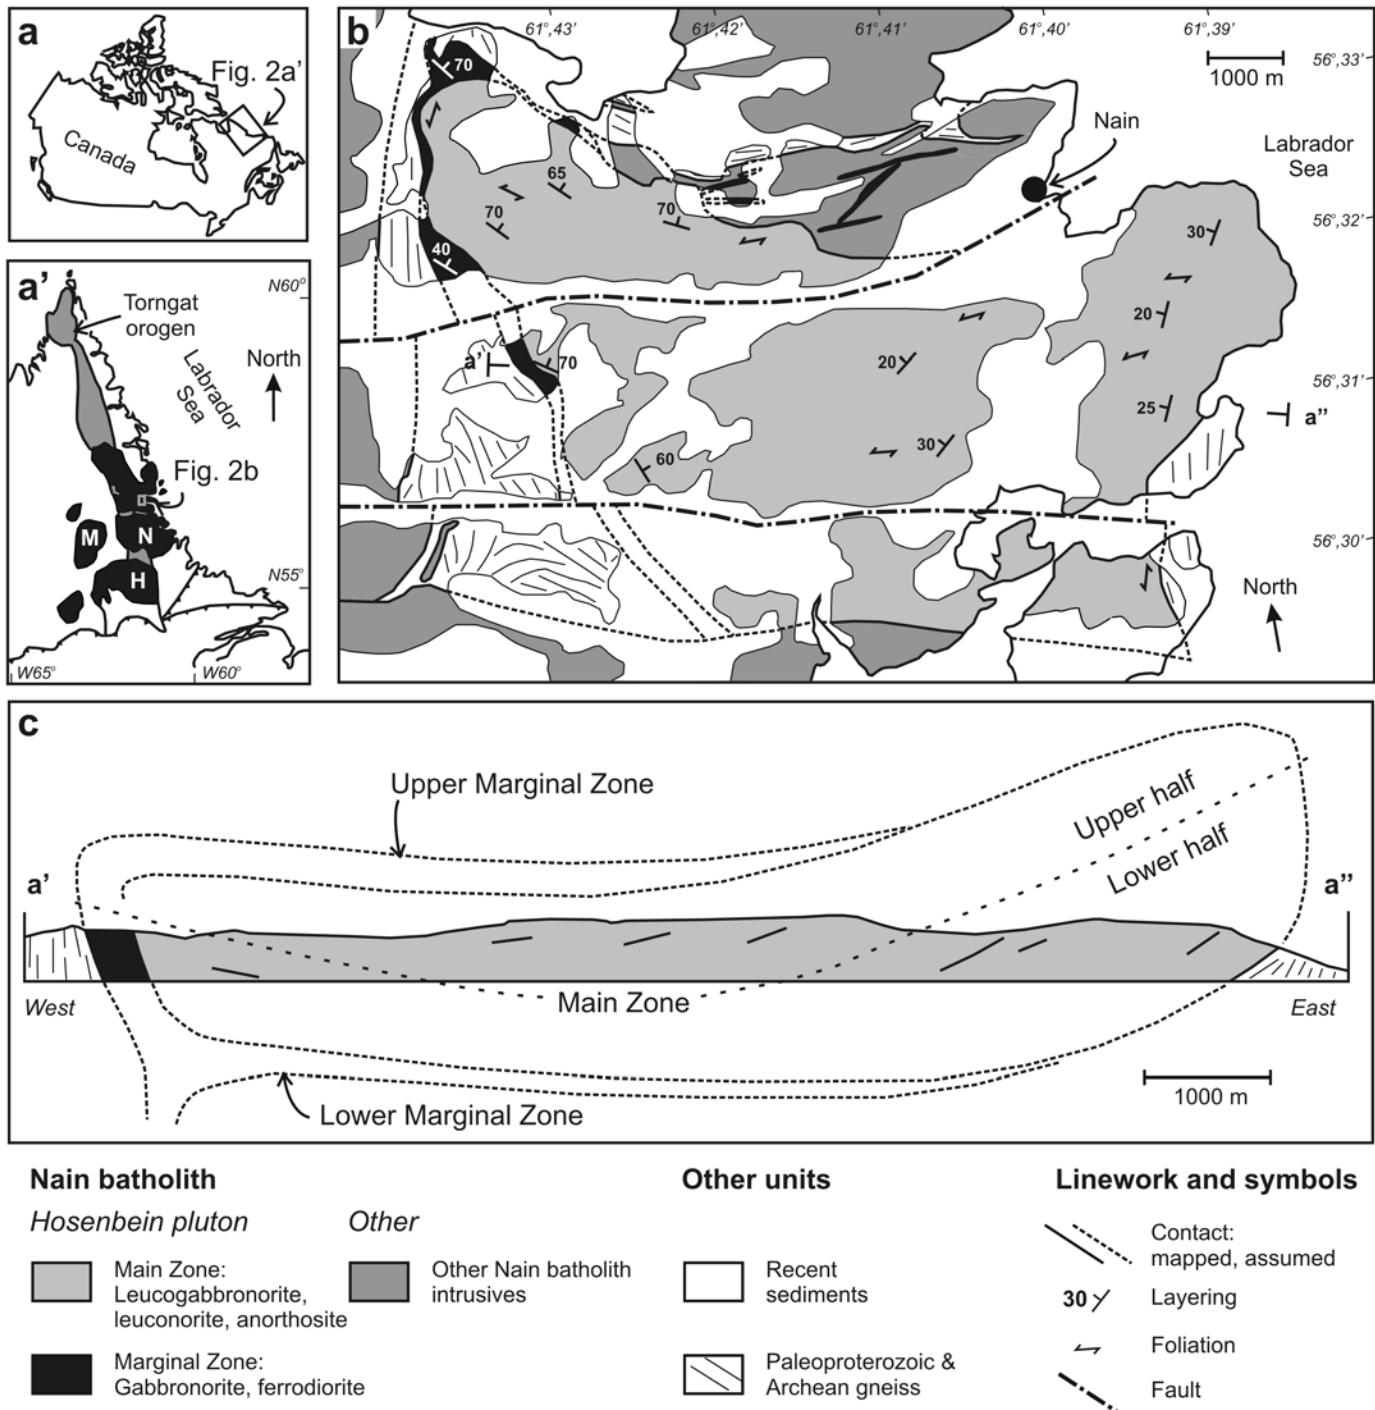 a
Fig. 2a’
Canada
a’
Torngat
orogen
N60°
North
Labrador
Sea
Fig. 2b
M
N
H
N55°
W65°
W60°
b
61°,43’
61°,42’
61°,41’
61°,40’
61°,39’
1000 m
56°,33’
Nain
Labrador
Sea
70
65
70
70
40
56°,32’
30
20
a’
70
20
56°,31’
25
a”
30
60
56°,30’
North
c
Upper Marginal Zone
Upper half
Lower half
a’
a”
West
Main Zone
East
1000 m
Lower Marginal Zone
Nain batholith
Hosenbein pluton
Other
Main Zone:
Leucogabbronorite,
leuconorite, anorthosite
Other Nain batholith
intrusives
Marginal Zone:
Gabbronorite, ferrodiorite
Other units
Recent
sediments
Paleoproterozoic &
Archean gneiss
Linework and symbols
Contact:
mapped, assumed
30
Layering
Foliation
Fault